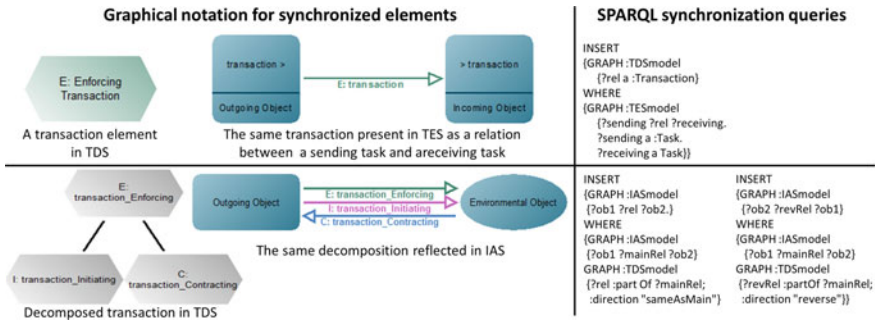 Graphical notation for synchronized elements
SPARQL synchronization queries
E: Enforcing
Transaction
A transaction element
in TDS
transaction >
Outgoing Object
E: transaction
> transaction
Incoming Object
The same transaction present in TES as a relation
between a sending task and areceiving task
INSERT
{GRAPH :TDSmodel
{?rel a :Transaction}
WHERE
{GRAPH :TESmodel
{?sending ?rel ?receiving.
?sending a :Task.
?receiving a Task}}
E:
transaction_Enforcing
I: transaction_Initiating
C:
transaction_Contracting
Decomposed transaction in TDS
Outgoing Object
E: transaction_Enforcing
I: transaction_Initiating
C: transaction_Contracting
Environmental Object
The same decomposition reflected in IAS
INSERT
{GRAPH :IASmodel
{?ob1 ?rel ?ob2.}
WHERE
{GRAPH :IASmodel
{?ob1 ?mainRel ?ob2}
GRAPH:TDSmodel
{?rel :part Of ?mainRel;
:direction "sameAsMain"}
INSERT
{GRAPH :IASmodel
{?ob2 ?revRel ?ob1}
WHERE
{GRAPH :IASmodel
{?ob1 ?mainRel ?ob2}
GRAPH:TDSmodel
{?revRel :partOf ?mainRel;
:direction "reverse"}}